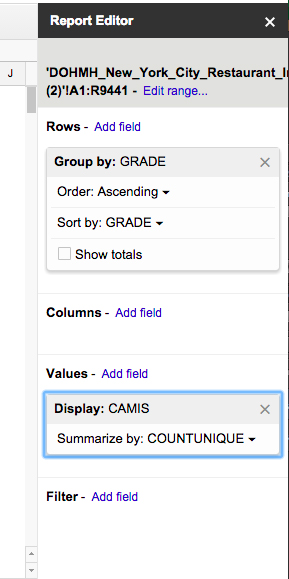 Report Editor ×
J
'DOHMH_New_York_City_Restaurant_In
(2)'!A1:R9441 - Edit range...
Rows - Add field
Group by: GRADE ×
Order: Ascending
Sort by: GRADE
Show totals
Columns - Add field
Values - Add field
Display: CAMIS ×
Summarize by: COUNTUNIQUE
Filter - Add field